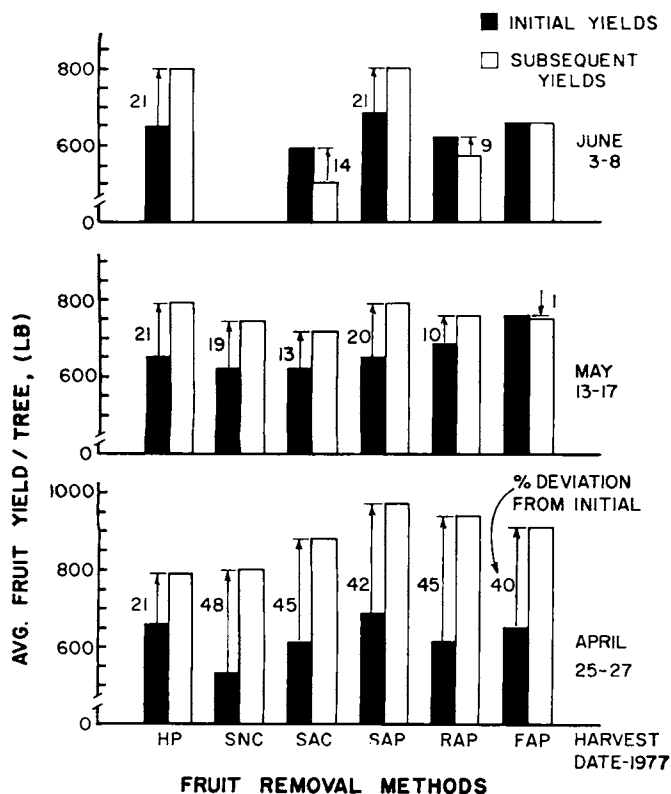 INITIAL YIELDS
SUBSEQUENT YIELDS
800
600
0
21
14
21
9
JUNE
3-8
800
600
0
21
19
13
20
10
1
MAY
13-17
AVG. FRUIT YIELD/TREE, (LB)
% DEVIATION
FROM INITIAL
1000
800
600
0
21
48
45
42
45
40
APRIL
25-27
HP SNC SAC SAP RAP FAP
HARVEST
DATE-1977
FRUIT REMOVAL METHODS